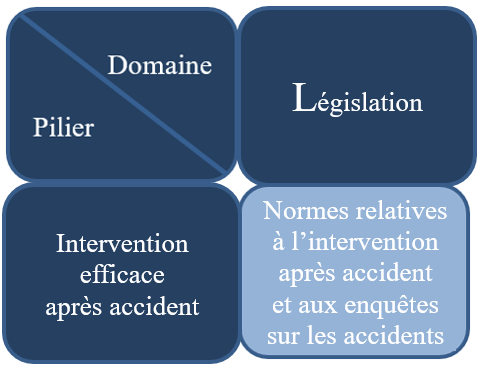 Domaine
Pilier
Législation
Intervention
efficace
après accident
Normes relatives
à l’intervention
après accident
et aux enquêtes
sur les accidents